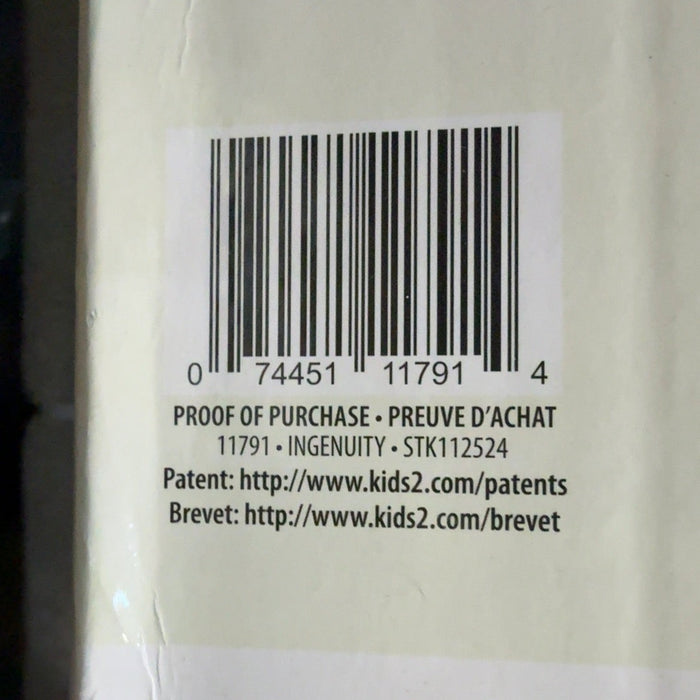 0 74451 11791 4
PROOF OF PURCHASE • PREUVE D'ACHAT
11791 • INGENUITY • STK112524
Patent: http://www.kids2.com/patents
Brevet: http://www.kids2.com/brevet